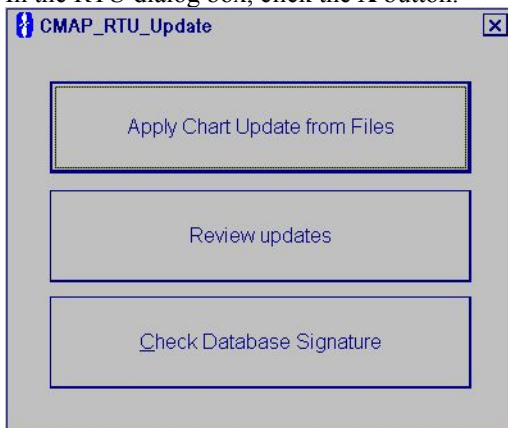 In the RTU dialog box, click the X button.
CMAP_RTU_Update
Apply Chart Update from Files
Review updates
Check Database Signature